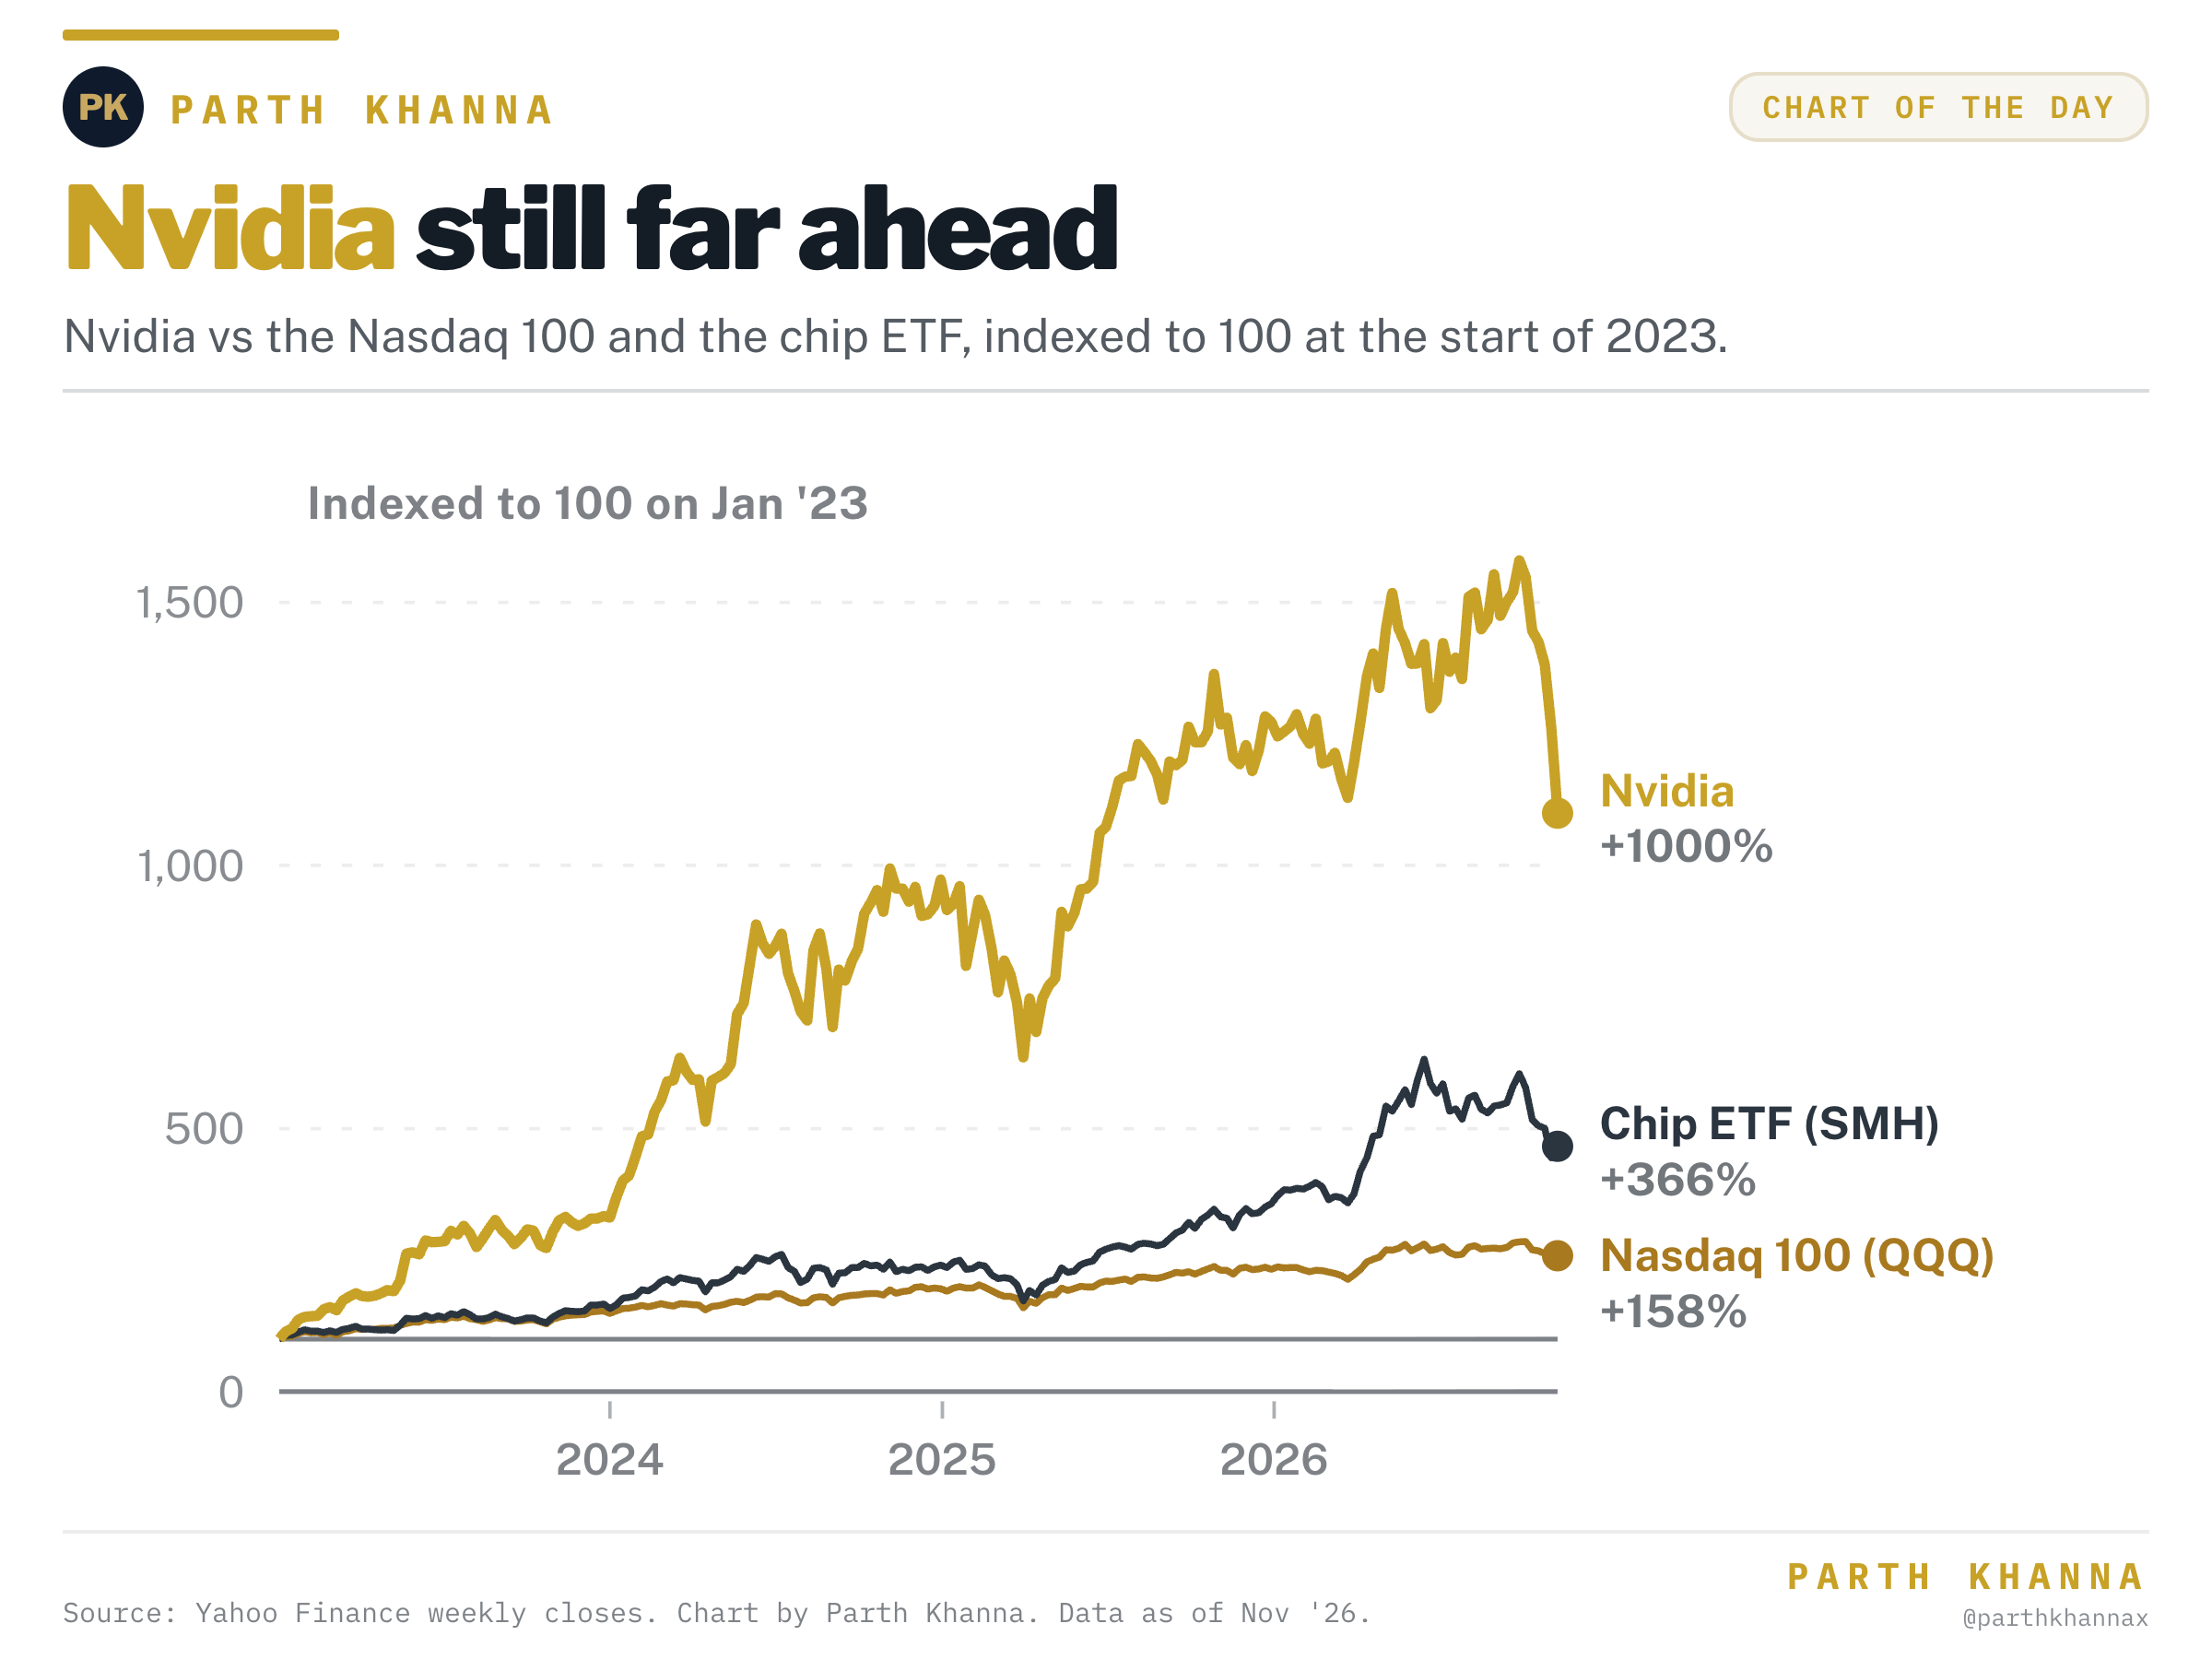 PK PARTH KHANNA
CHART OF THE DAY
Nvidia still far ahead
Nvidia vs the Nasdaq 100 and the chip ETF, indexed to 100 at the start of 2023.
Indexed to 100 on Jan '23
1,500
1,000
500
0
Nvidia
+1000%
Chip ETF (SMH)
+366%
Nasdaq 100 (QQQ)
+158%
2024 2025 2026
Source: Yahoo Finance weekly closes. Chart by Parth Khanna. Data as of Nov '26.
PARTH KHANNA
@parthkhannax